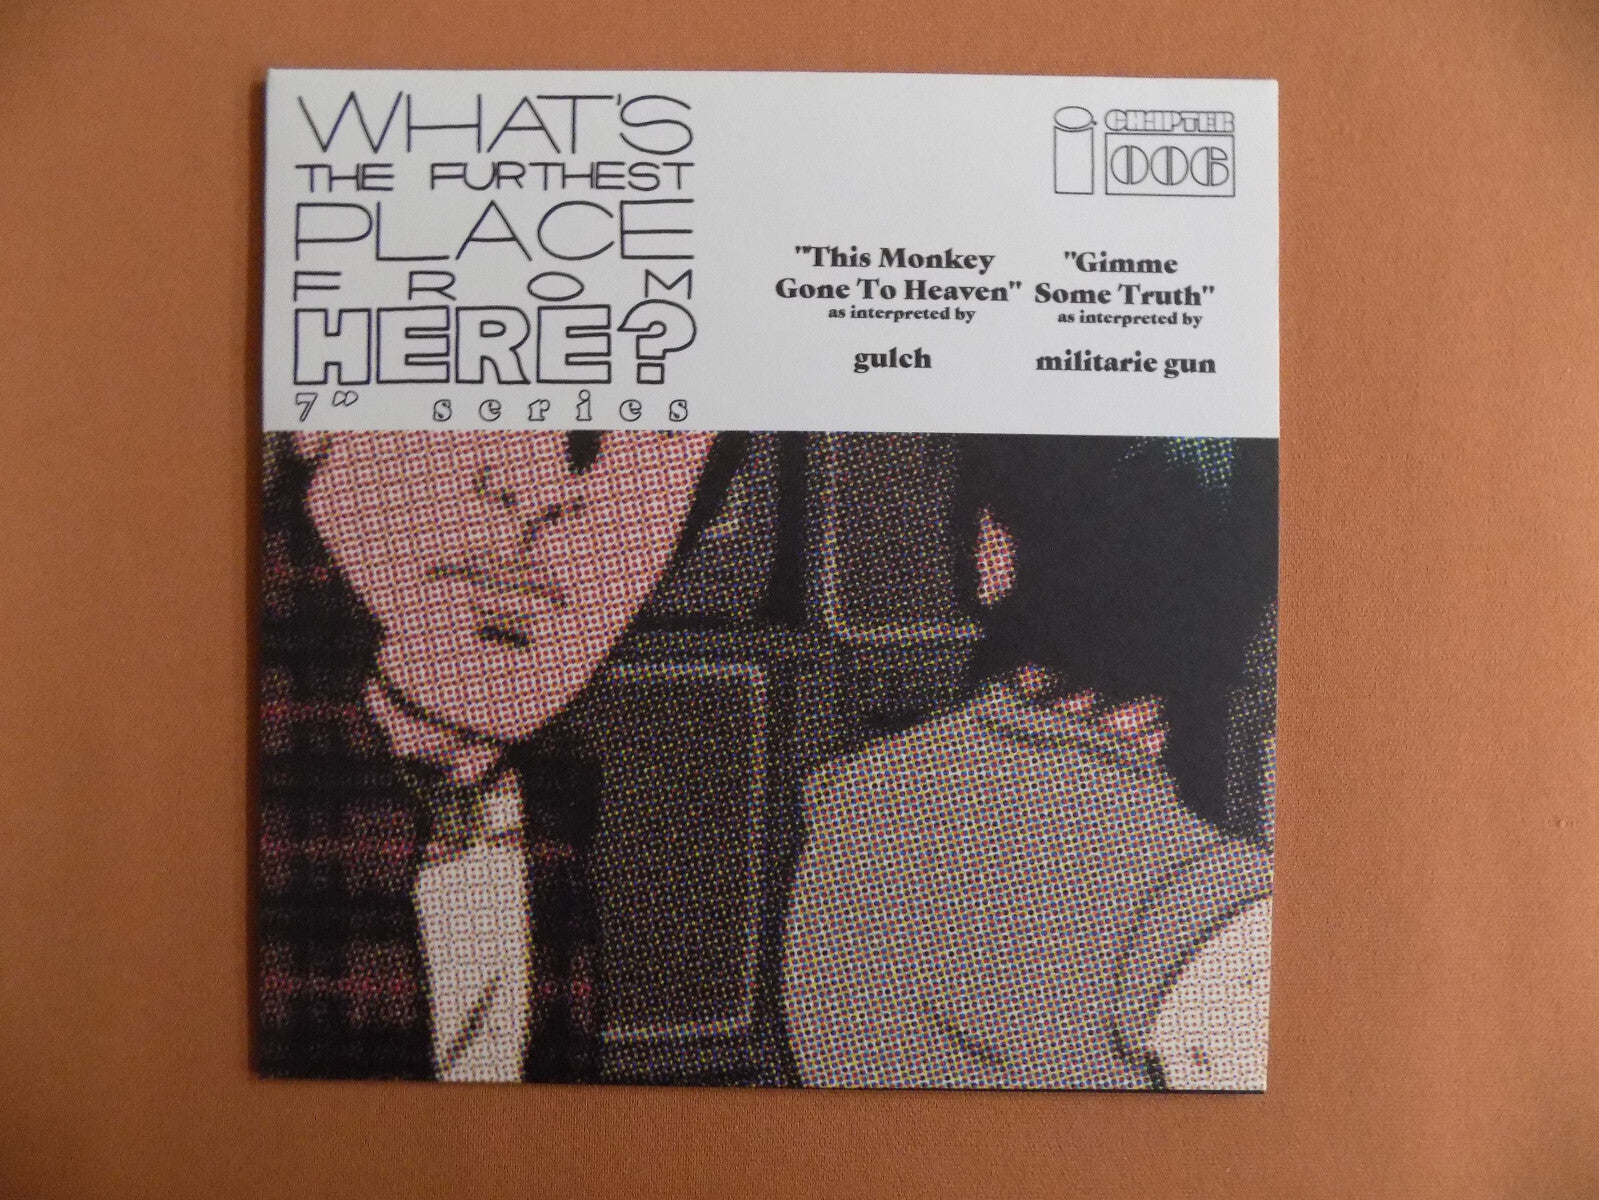 WHAT'S
THE FURTHEST
PLACE
FROM
HERE?
7" series
i CHAPTER
006
"This Monkey
Gone To Heaven"
as interpreted by
gulch
"Gimme
Some Truth"
as interpreted by
militarie gun